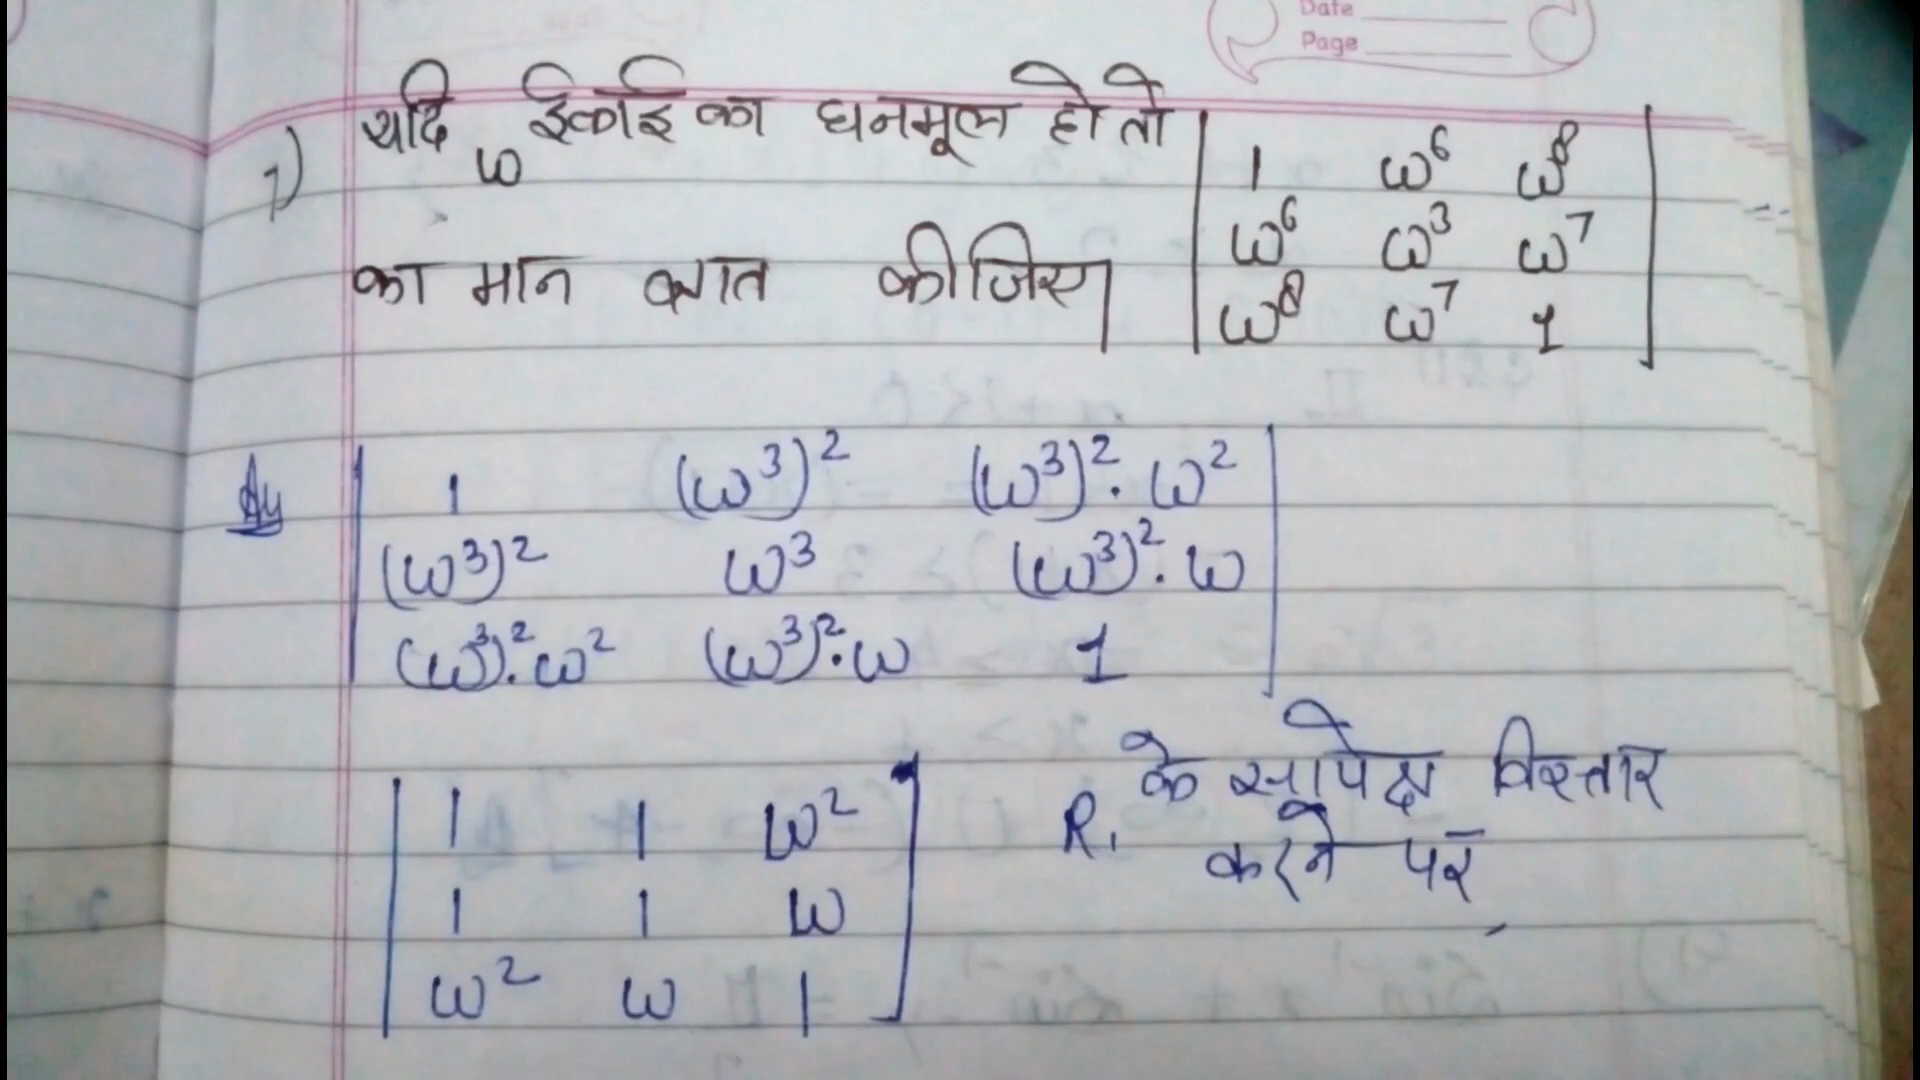 Date
Page
7) यदि ω ईकाई का घनमूल हो तो | 1 ω⁶ ω⁸ |
| ω⁶ ω³ ω⁷ |
का मान ज्ञात कीजिए | ω⁸ ω⁷ 1 |
| 1 (ω³)² (ω³)².ω² |
| (ω³)² ω³ (ω³)².ω |
| (ω³)².ω² (ω³)².ω 1 |
| 1 1 ω² | R₁ के सापेक्ष विस्तार
| 1 1 ω | करने पर
| ω² ω 1 |